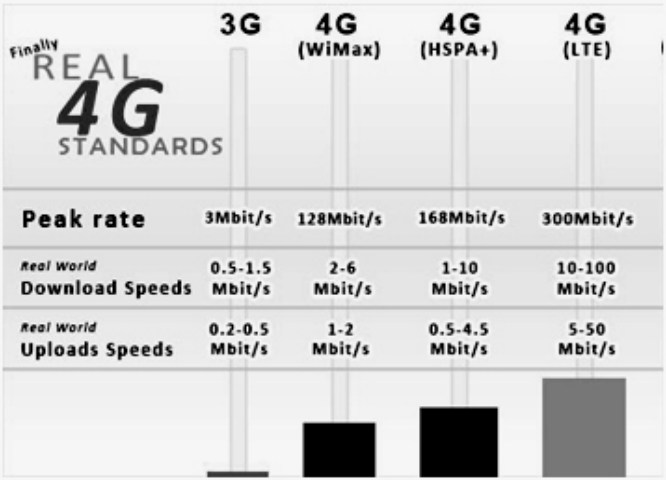 Finally
REAL
4G
STANDARDS
3G 4G 4G 4G
(WiMax) (HSPA+) (LTE)
Peak rate 3Mbit/s 128Mbit/s 168Mbit/s 300Mbit/s
Real World 0.5-1.5 2-6 1-10 10-100
Download Speeds Mbit/s Mbit/s Mbit/s Mbit/s
Real World 0.2-0.5 1-2 0.5-4.5 5-50
Uploads Speeds Mbit/s Mbit/s Mbit/s Mbit/s